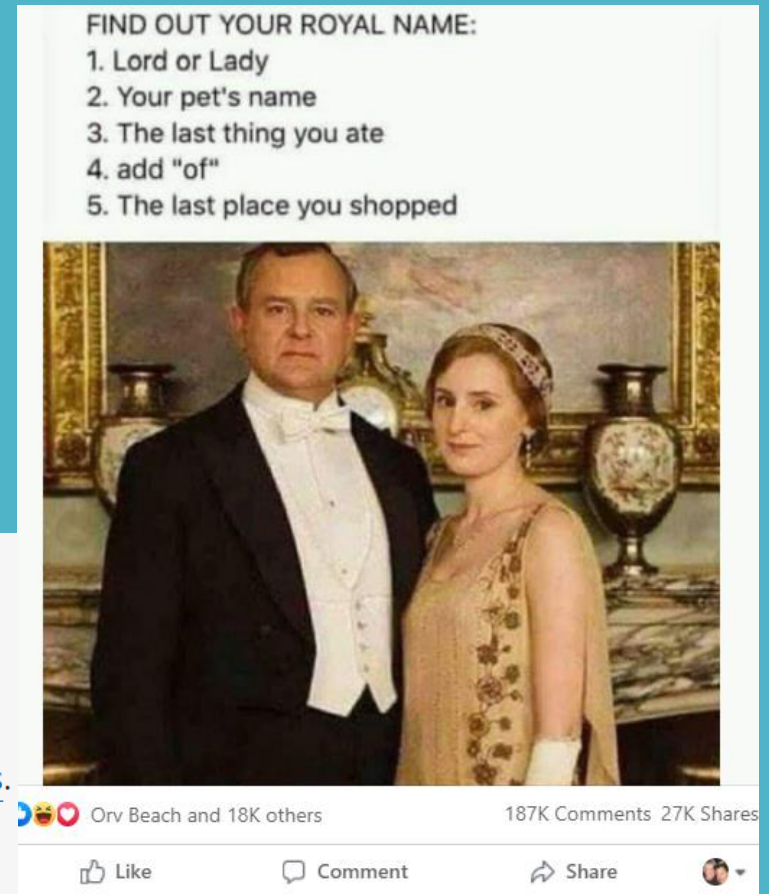 FIND OUT YOUR ROYAL NAME:
1. Lord or Lady
2. Your pet's name
3. The last thing you ate
4. add "of"
5. The last place you shopped
Orv Beach and 18K others 187K Comments 27K Shares
Like Comment Share